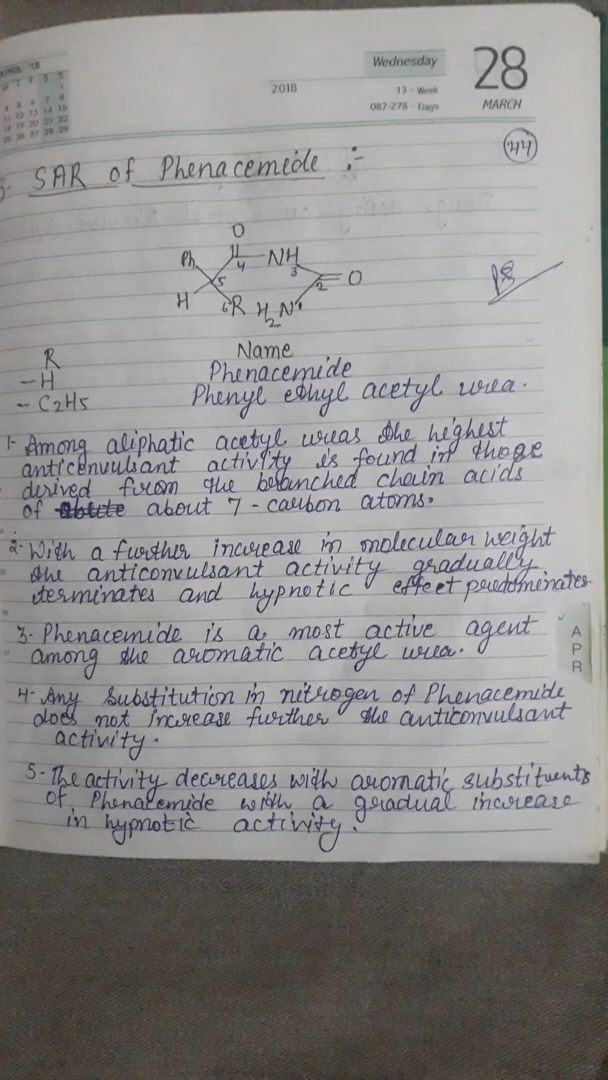 APRIL 18
Wednesday
28
2018
13 - Week
087-278 - Days
MARCH
44
SAR of Phenacemide :-
O
Ph
4
NH
3
5
2
O
H
6
R
H2N
1
R
Name
-H
Phenacemide
- C2H5
Phenyl ethyl acetyl urea.
1- Among aliphatic acetyl ureas the highest
anticonvulsant activity is found in those
derived from the branched chain acids
of about 7-carbon atoms.
2- With a further increase in molecular weight
the anticonvulsant activity gradually
terminates and hypnotic effect predominates.
3- Phenacemide is a most active agent
among the aromatic acetyl urea.
APR
4- Any Substitution in nitrogen of Phenacemide
does not increase further the anticonvulsant
activity.
5- The activity decreases with aromatic substituents
of Phenacemide with a gradual increase
in hypnotic activity.